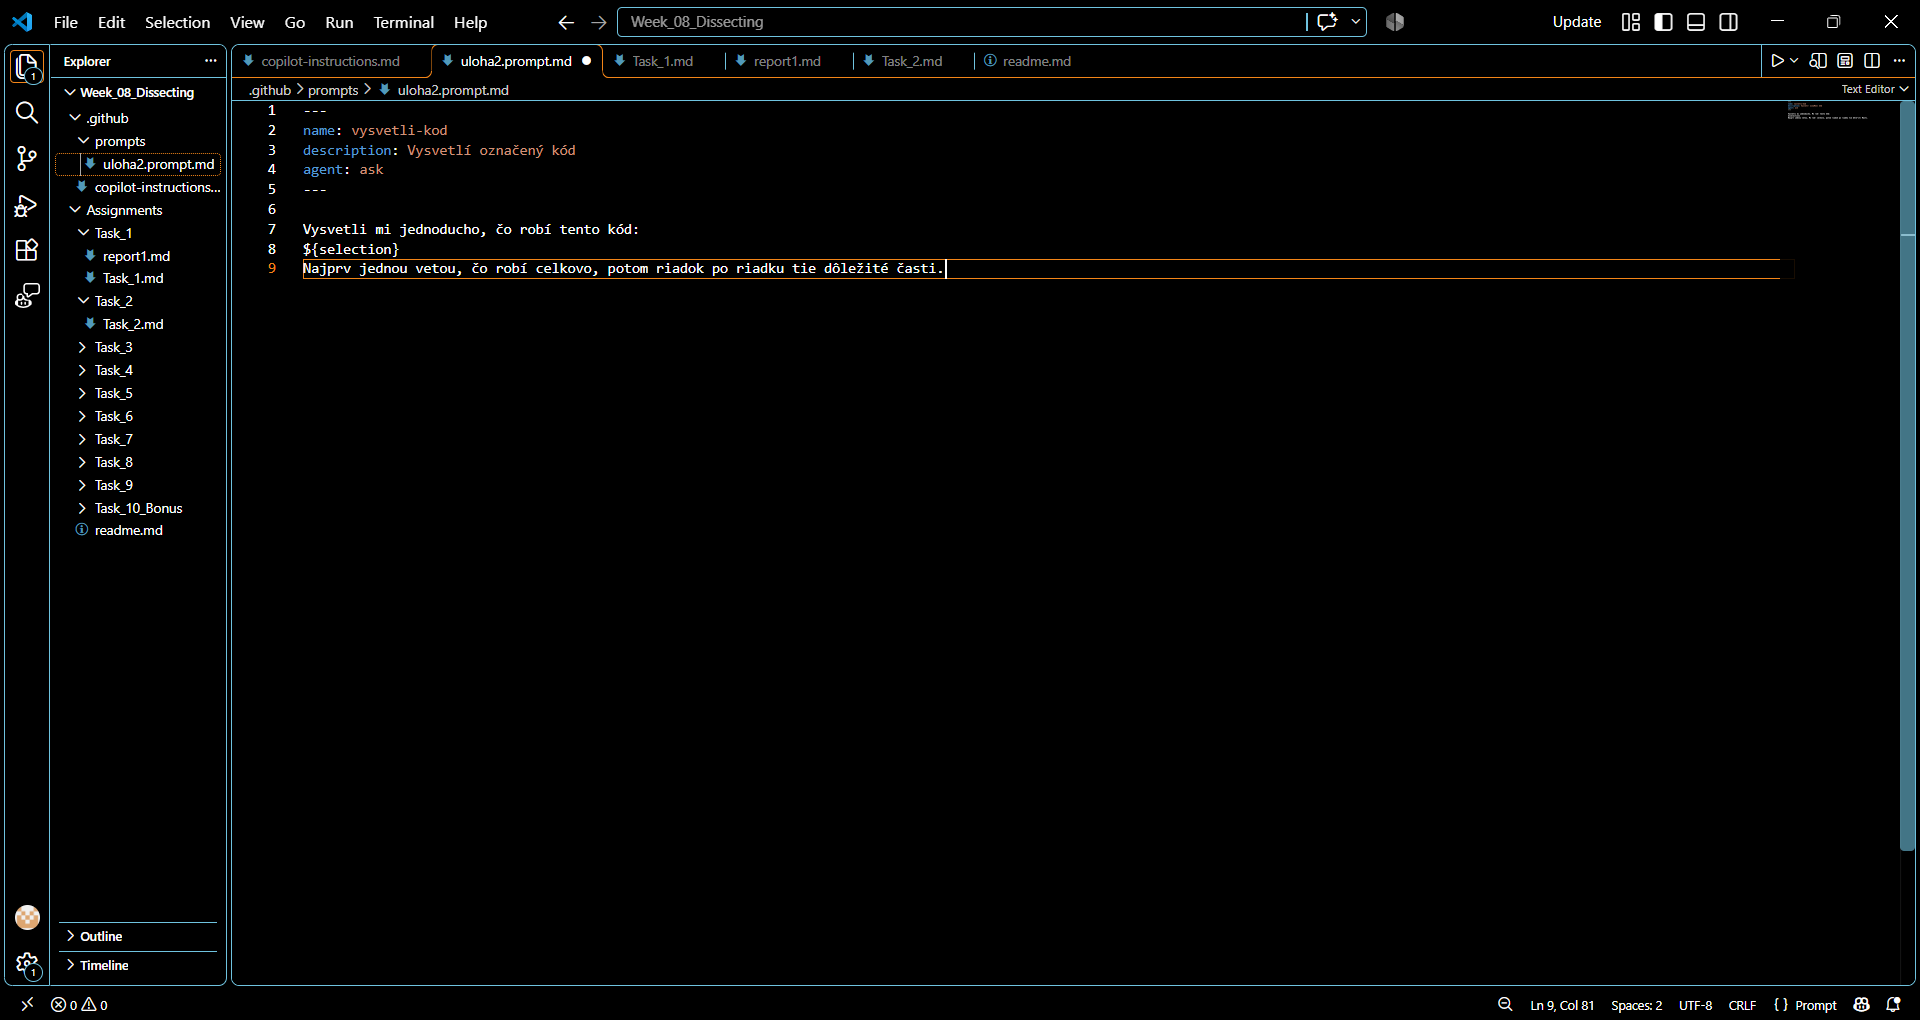 File Edit Selection View Go Run Terminal Help
Week_08_Dissecting
Update
Explorer
Week_08_Dissecting
.github
prompts
uloha2.prompt.md
copilot-instructions...
Assignments
Task_1
report1.md
Task_1.md
Task_2
Task_2.md
Task_3
Task_4
Task_5
Task_6
Task_7
Task_8
Task_9
Task_10_Bonus
readme.md
Outline
Timeline
1
1
copilot-instructions.md uloha2.prompt.md Task_1.md report1.md Task_2.md readme.md
.github > prompts > uloha2.prompt.md
Text Editor
1 ---
2 name: vysvetli-kod
3 description: Vysvetlí označený kód
4 agent: ask
5 ---
6
7 Vysvetli mi jednoducho, čo robí tento kód:
8 ${selection}
9 Najprv jednou vetou, čo robí celkovo, potom riadok po riadku tie dôležité časti.
0 0
Ln 9, Col 81 Spaces: 2 UTF-8 CRLF {} Prompt